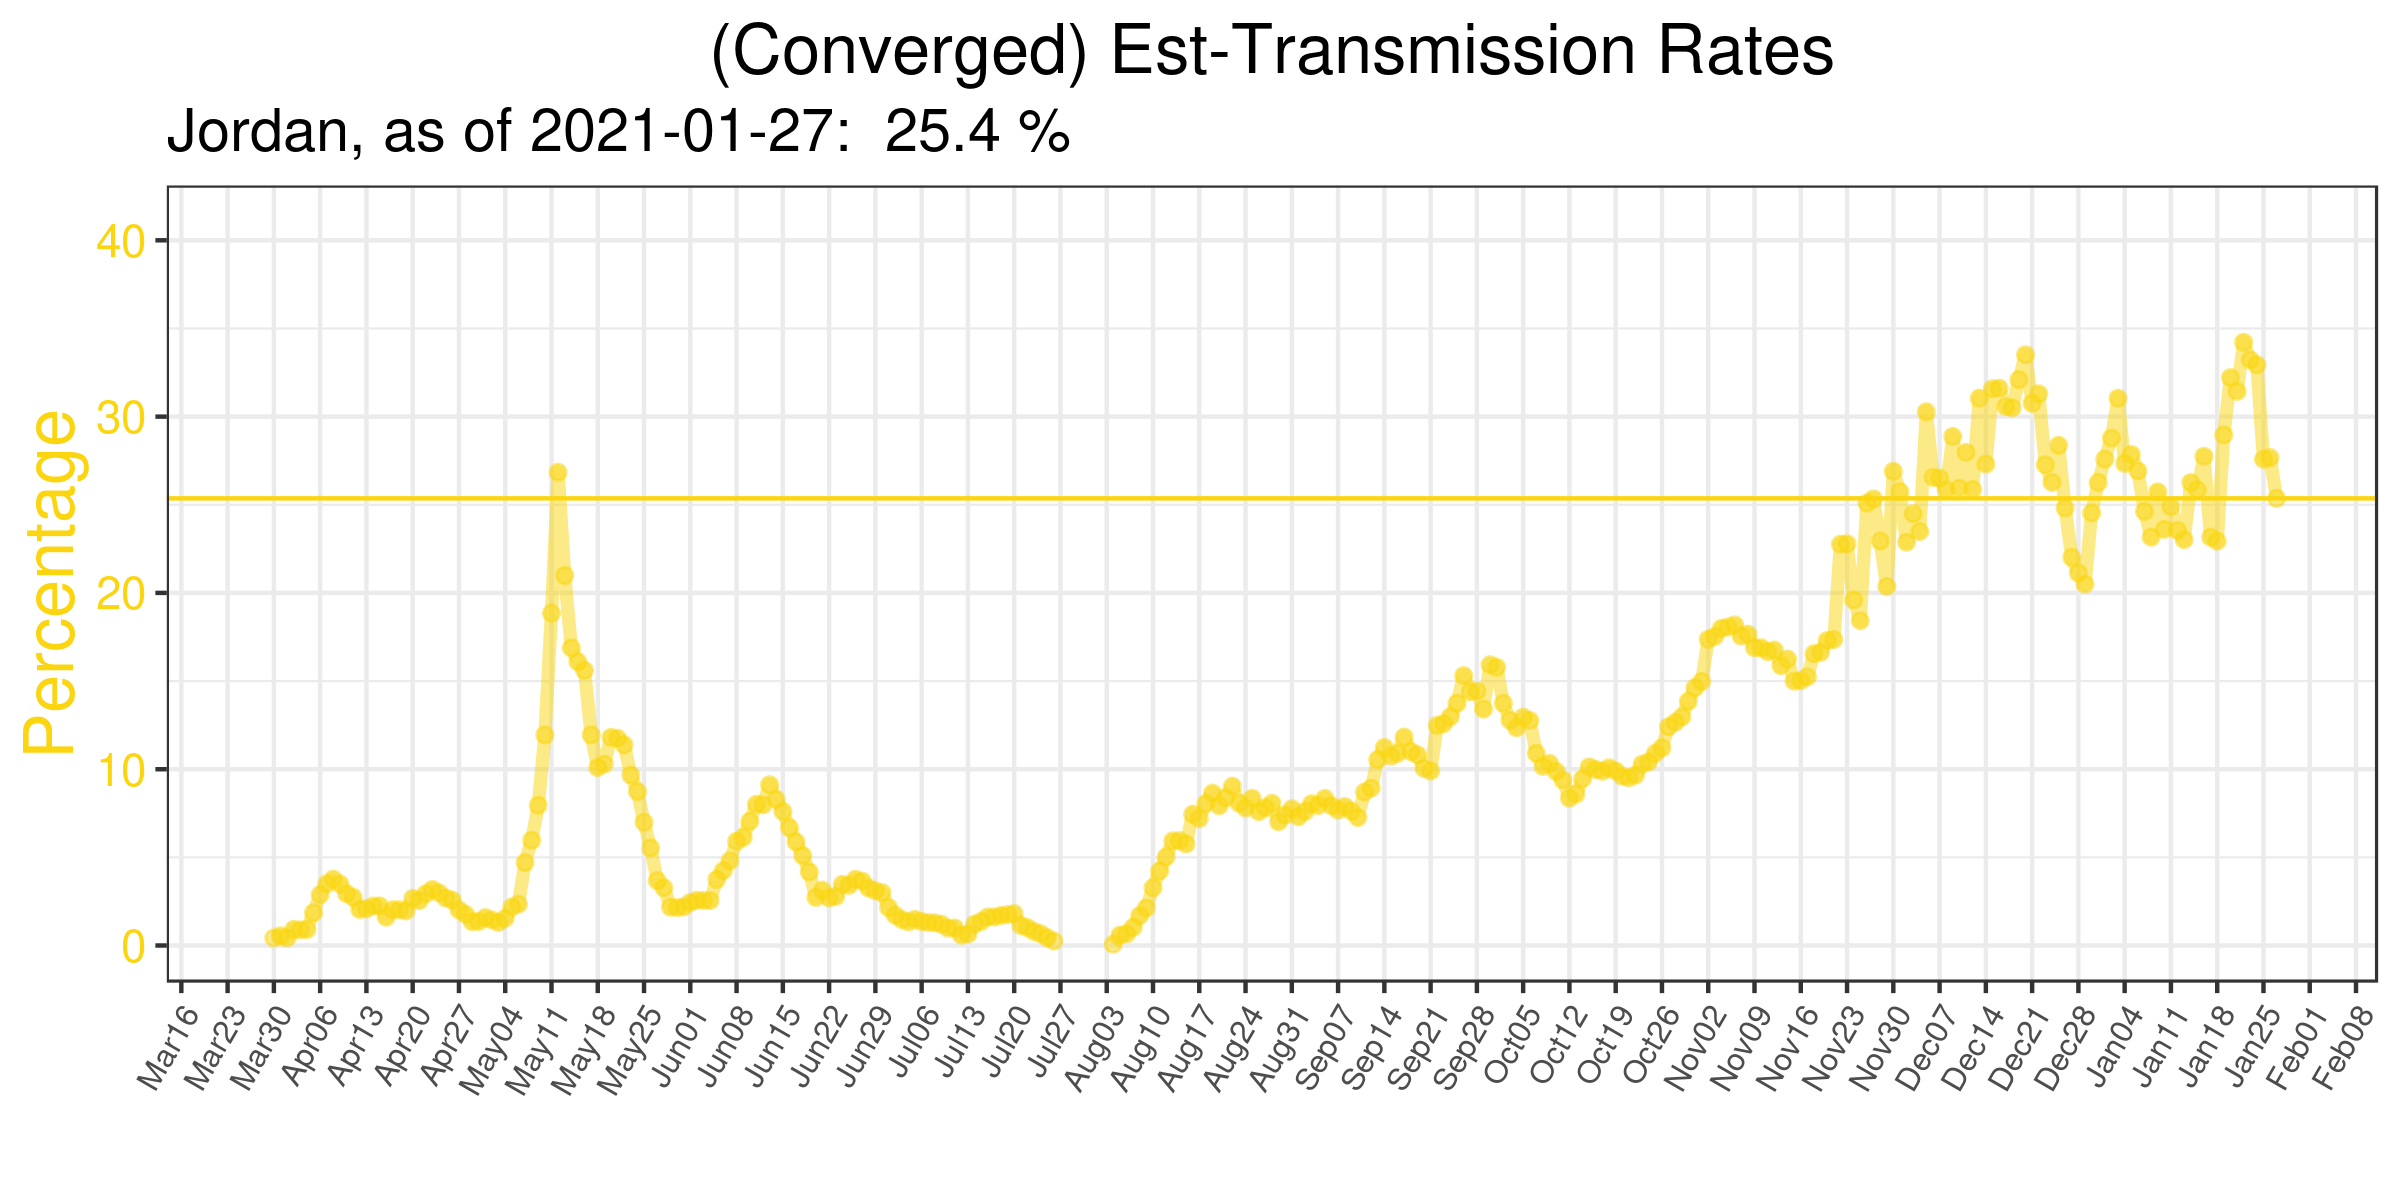 (Converged) Est-Transmission Rates
Jordan, as of 2021-01-27:  25.4 %
Percentage
40
30
20
10
0
Mar16
Mar23
Mar30
Apr06
Apr13
Apr20
Apr27
May04
May11
May18
May25
Jun01
Jun08
Jun15
Jun22
Jun29
Jul06
Jul13
Jul20
Jul27
Aug03
Aug10
Aug17
Aug24
Aug31
Sep07
Sep14
Sep21
Sep28
Oct05
Oct12
Oct19
Oct26
Nov02
Nov09
Nov16
Nov23
Nov30
Dec07
Dec14
Dec21
Dec28
Jan04
Jan11
Jan18
Jan25
Feb01
Feb08